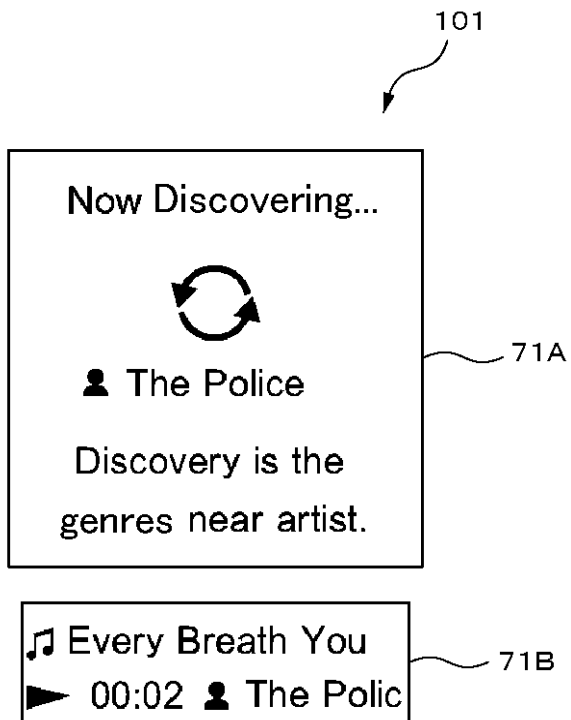 101
Now Discovering...
The Police
71A
Discovery is the
genres near artist.
Every Breath You
71B
00:02 The Polic